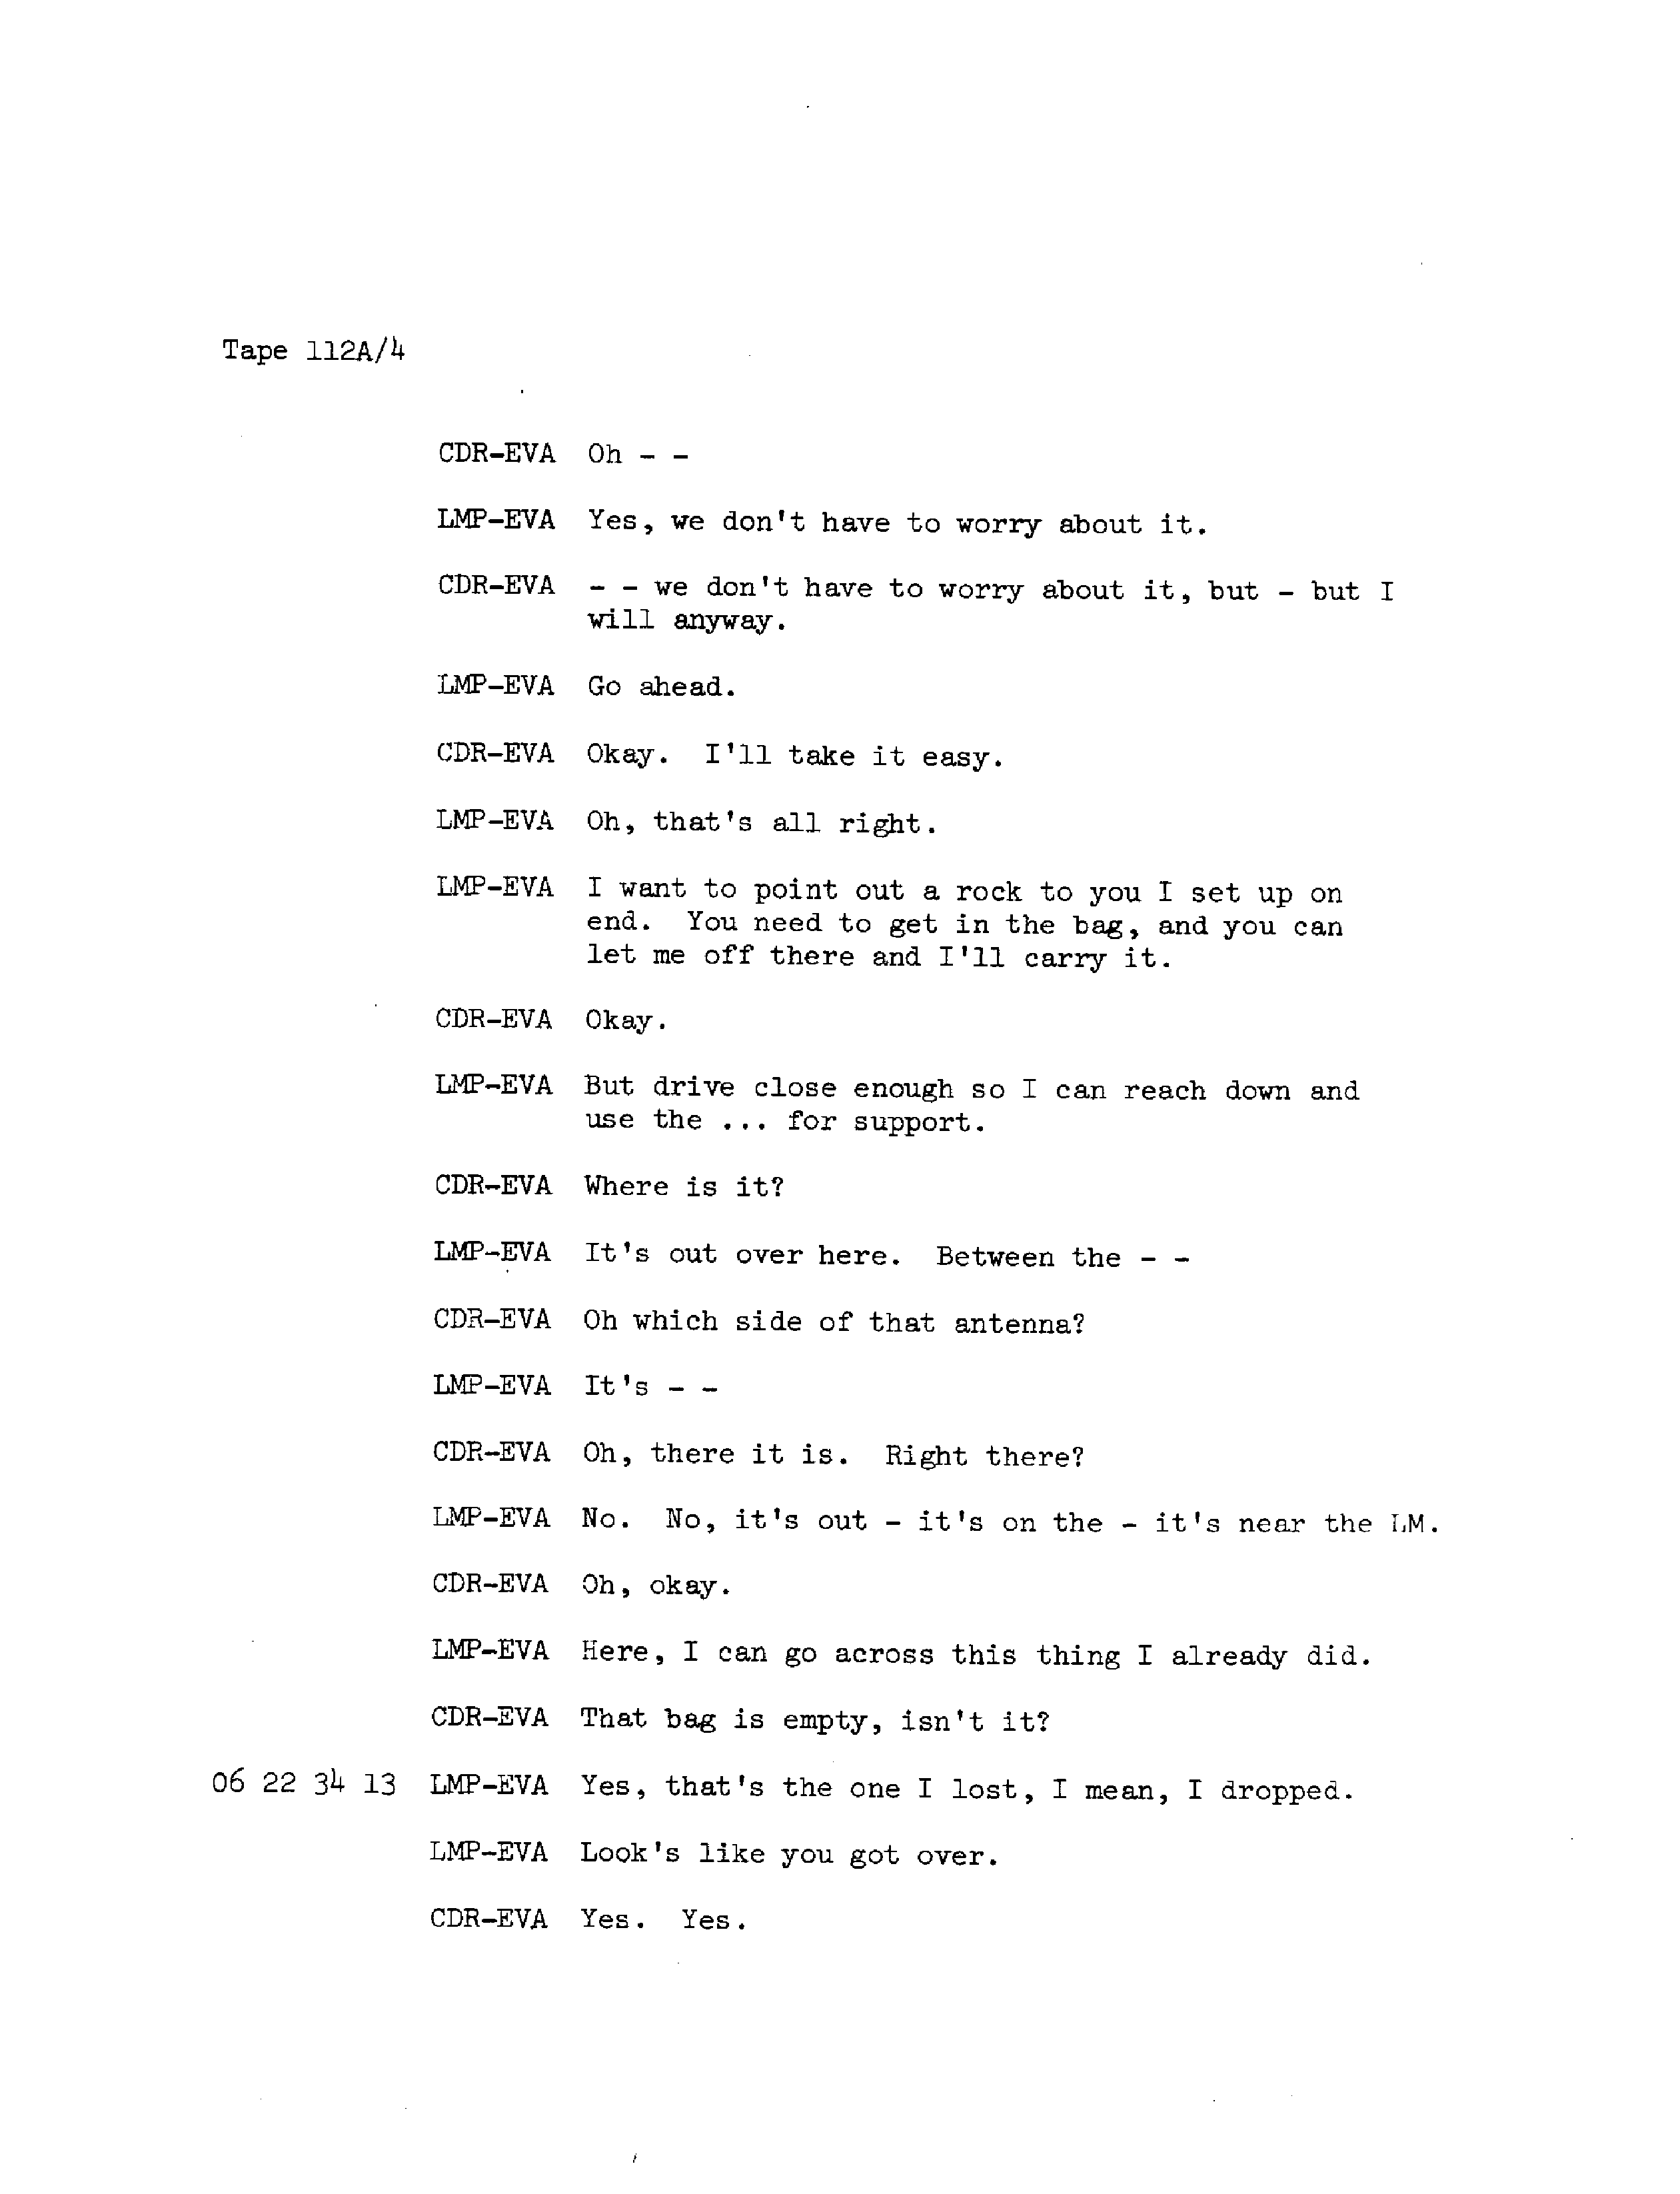 Tape 112A/4
CDR-EVA Oh - -
LMP-EVA Yes, we don't have to worry about it.
CDR-EVA - - we don't have to worry about it, but - but I
will anyway.
LMP-EVA Go ahead.
CDR-EVA Okay. I'll take it easy.
LMP-EVA Oh, that's all right.
LMP-EVA I want to point out a rock to you I set up on
end. You need to get in the bag, and you can
let me off there and I'll carry it.
CDR-EVA Okay.
LMP-EVA But drive close enough so I can reach down and
use the ... for support.
CDR-EVA Where is it?
LMP-EVA It's out over here. Between the - -
CDR-EVA Oh which side of that antenna?
LMP-EVA It's - -
CDR-EVA Oh, there it is. Right there?
LMP-EVA No. No, it's out - it's on the - it's near the LM.
CDR-EVA Oh, okay.
LMP-EVA Here, I can go across this thing I already did.
CDR-EVA That bag is empty, isn't it?
06 22 34 13 LMP-EVA Yes, that's the one I lost, I mean, I dropped.
LMP-EVA Look's like you got over.
CDR-EVA Yes. Yes.